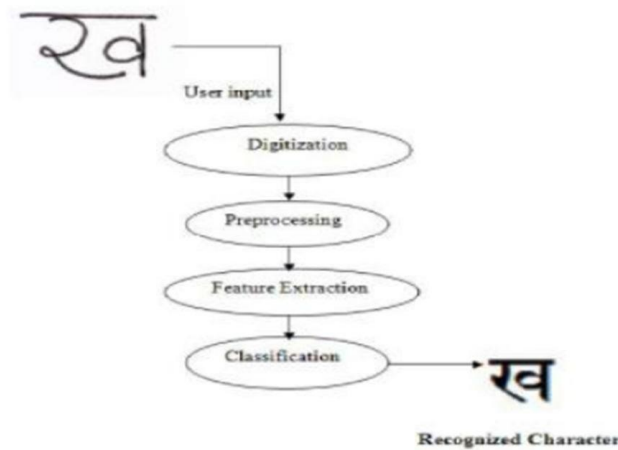 ख
User input
Digitization
Preprocessing
Feature Extraction
Classification
ख
Recognized Character